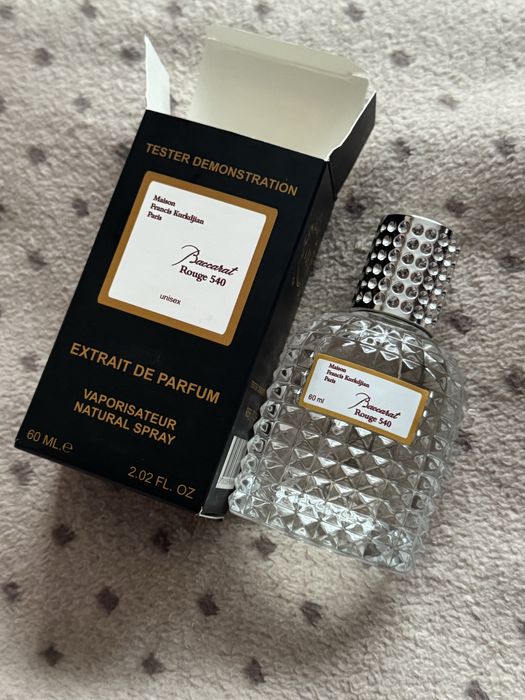 TESTER DEMONSTRATION
Maison
Francis Kurkdjian
Paris
Baccarat
Rouge 540
unisex
EXTRAIT DE PARFUM
VAPORISATEUR
NATURAL SPRAY
60 ML.e
2.02 FL. OZ
Maison
Francis Kurkdjian
Paris
60 ml
Baccarat
Rouge 540